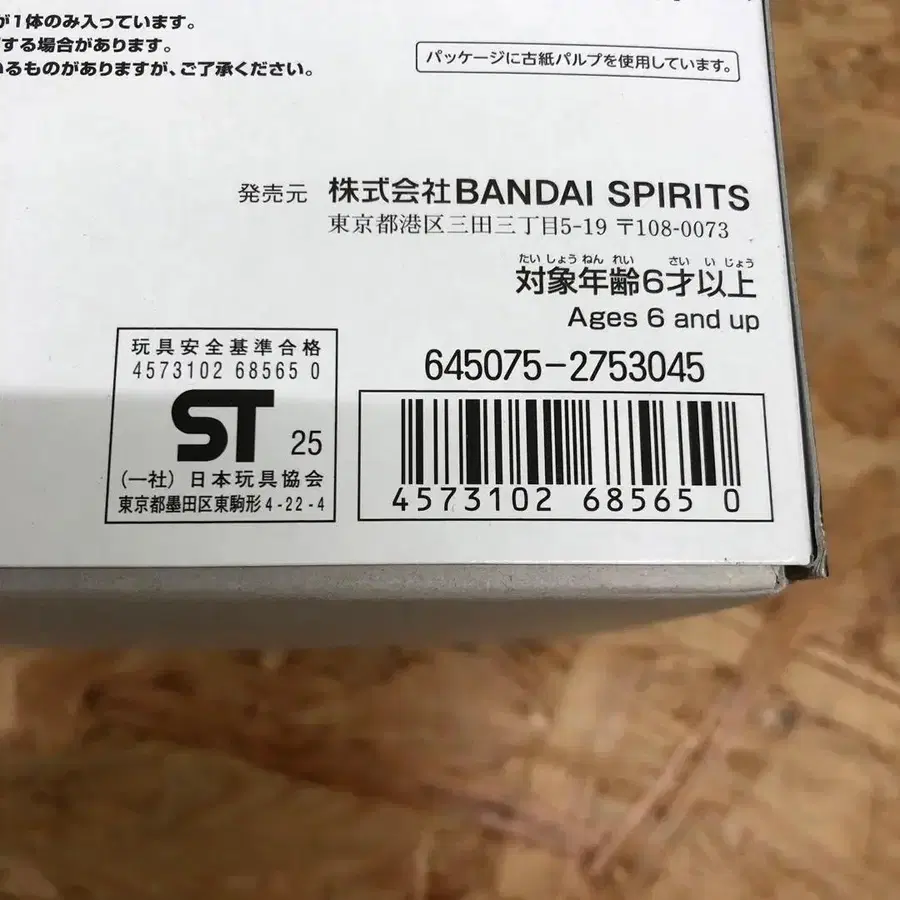 が1体のみ入っています。
する場合があります。
いるものがありますが、ご了承ください。
パッケージに古紙パルプを使用しています。
発売元 株式会社BANDAI SPIRITS
東京都港区三田三丁目5-19 〒108-0073
たいしょうねんれい さいいじょう
対象年齢6才以上
Ages 6 and up
645075-2753045
玩具安全基準合格
4573102 68565 0
ST 25
(一社)日本玩具協会
東京都墨田区東駒形4-22-4
4573102 68565 0